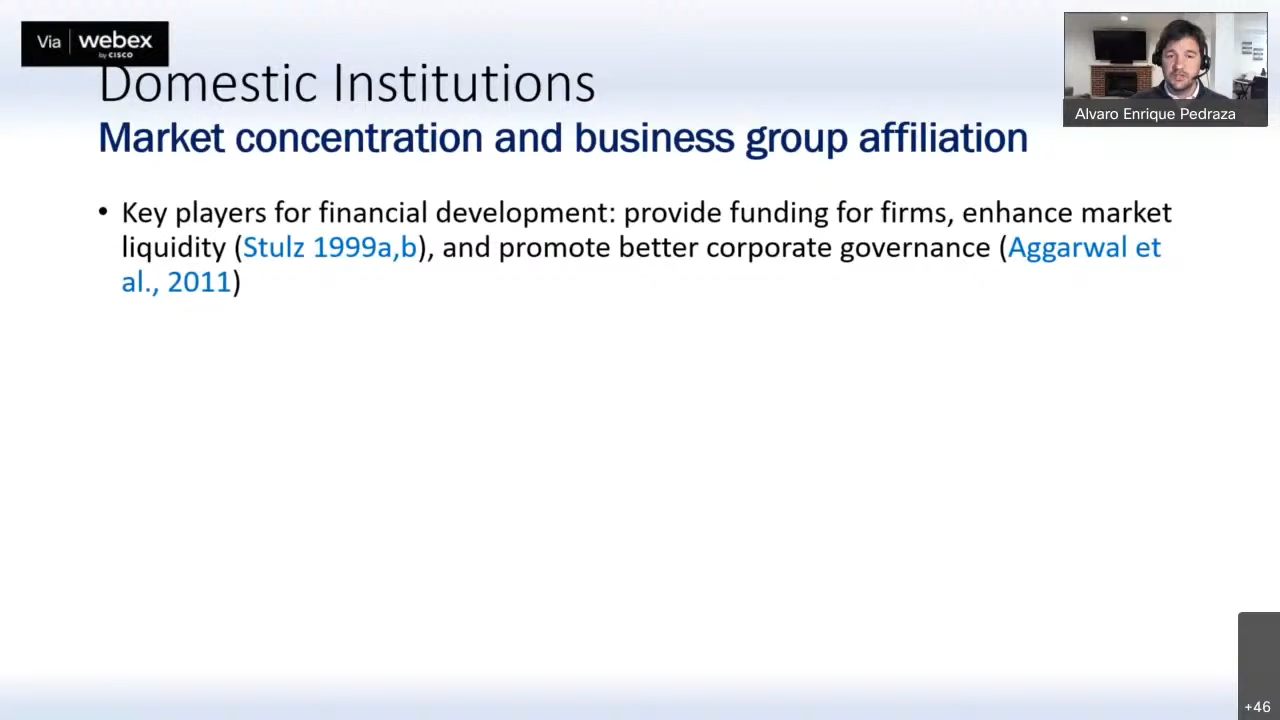 Via webex
by CISCO
Domestic Institutions
Market concentration and business group affiliation
Alvaro Enrique Pedraza
• Key players for financial development: provide funding for firms, enhance market
liquidity (Stulz 1999a,b), and promote better corporate governance (Aggarwal et
al., 2011)
+46